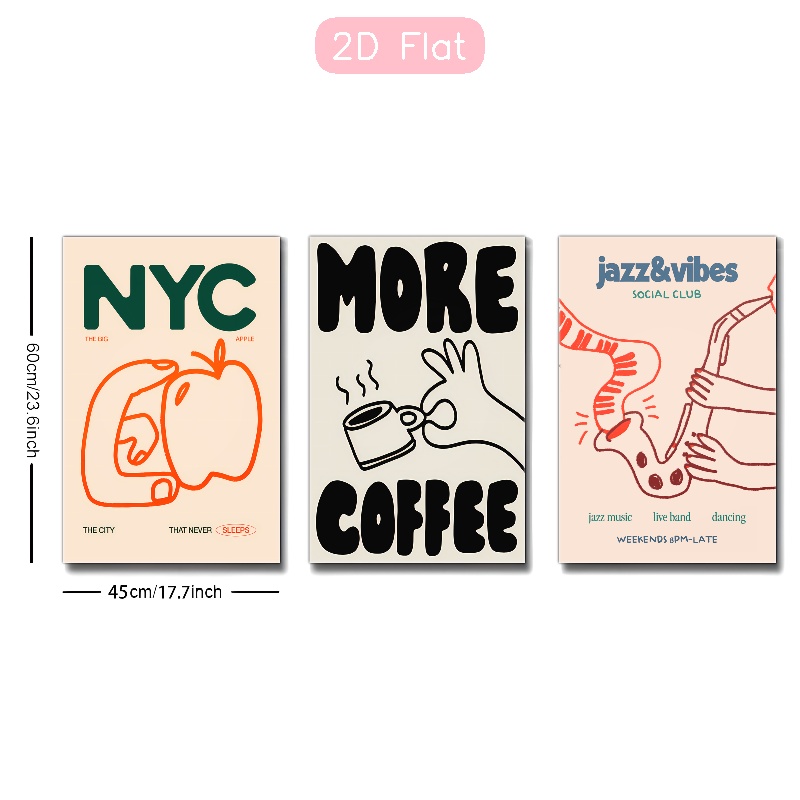 2D Flat
60cm/23.6inch
NYC
THE BIG APPLE
THE CITY THAT NEVER SLEEPS
45cm/17.7inch
MORE
COFFEE
jazz&vibes
SOCIAL CLUB
jazz music live band dancing
WEEKENDS 8PM-LATE